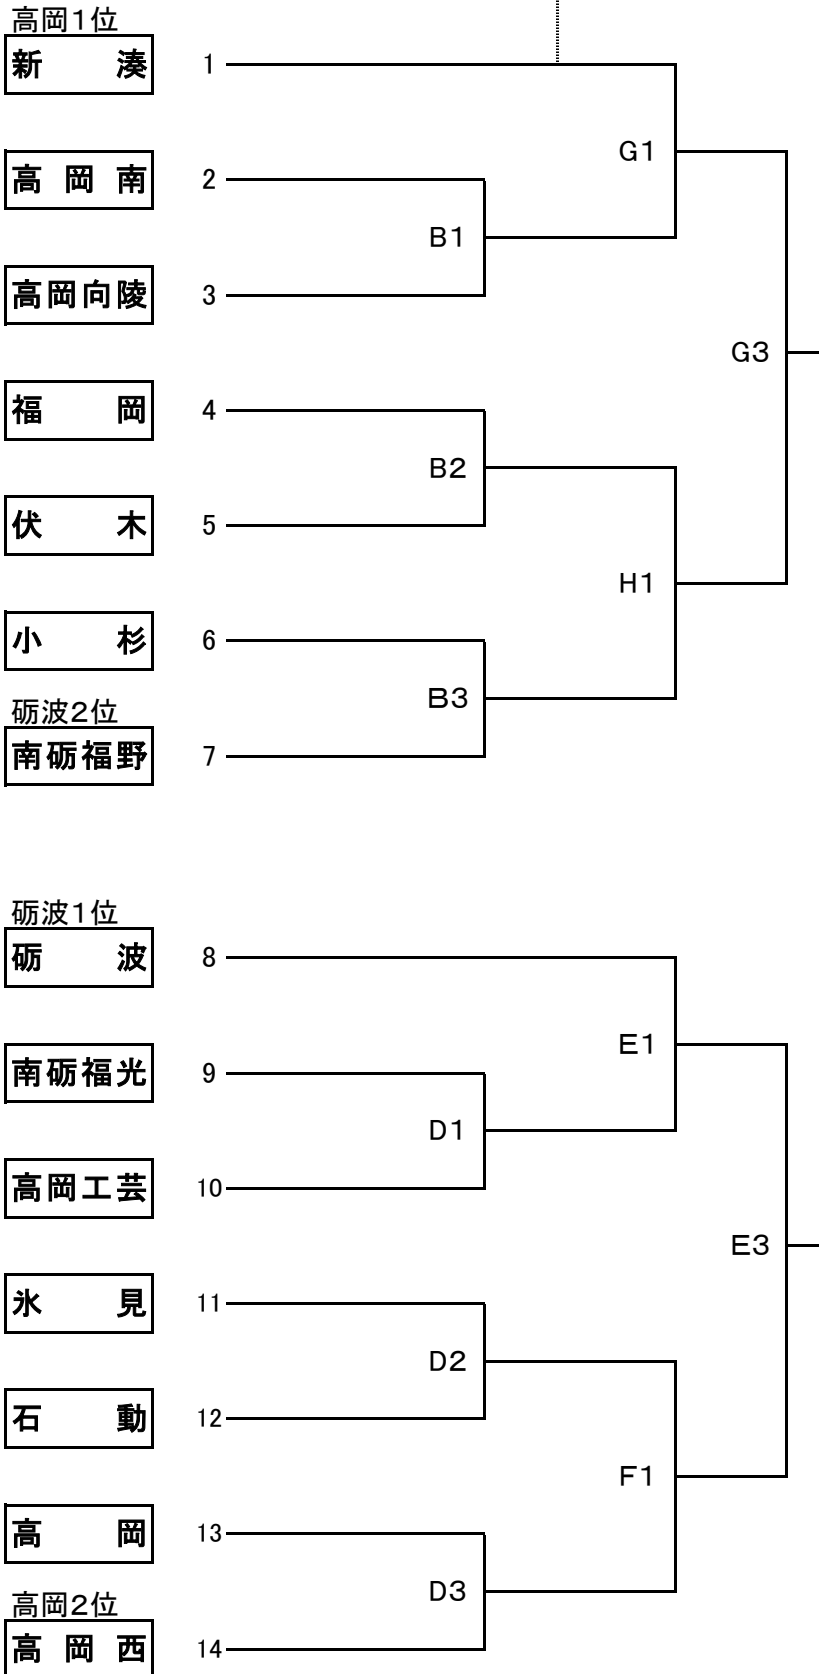 高岡１位
新湊 1
G1
高岡南 2
B1
高岡向陵 3
G3
福岡 4
B2
伏木 5
H1
小杉 6
B3
砺波２位
南砺福野 7
砺波１位
砺波 8
E1
南砺福光 9
D1
高岡工芸 10
E3
氷見 11
D2
石動 12
F1
高岡 13
D3
高岡２位
高岡西 14